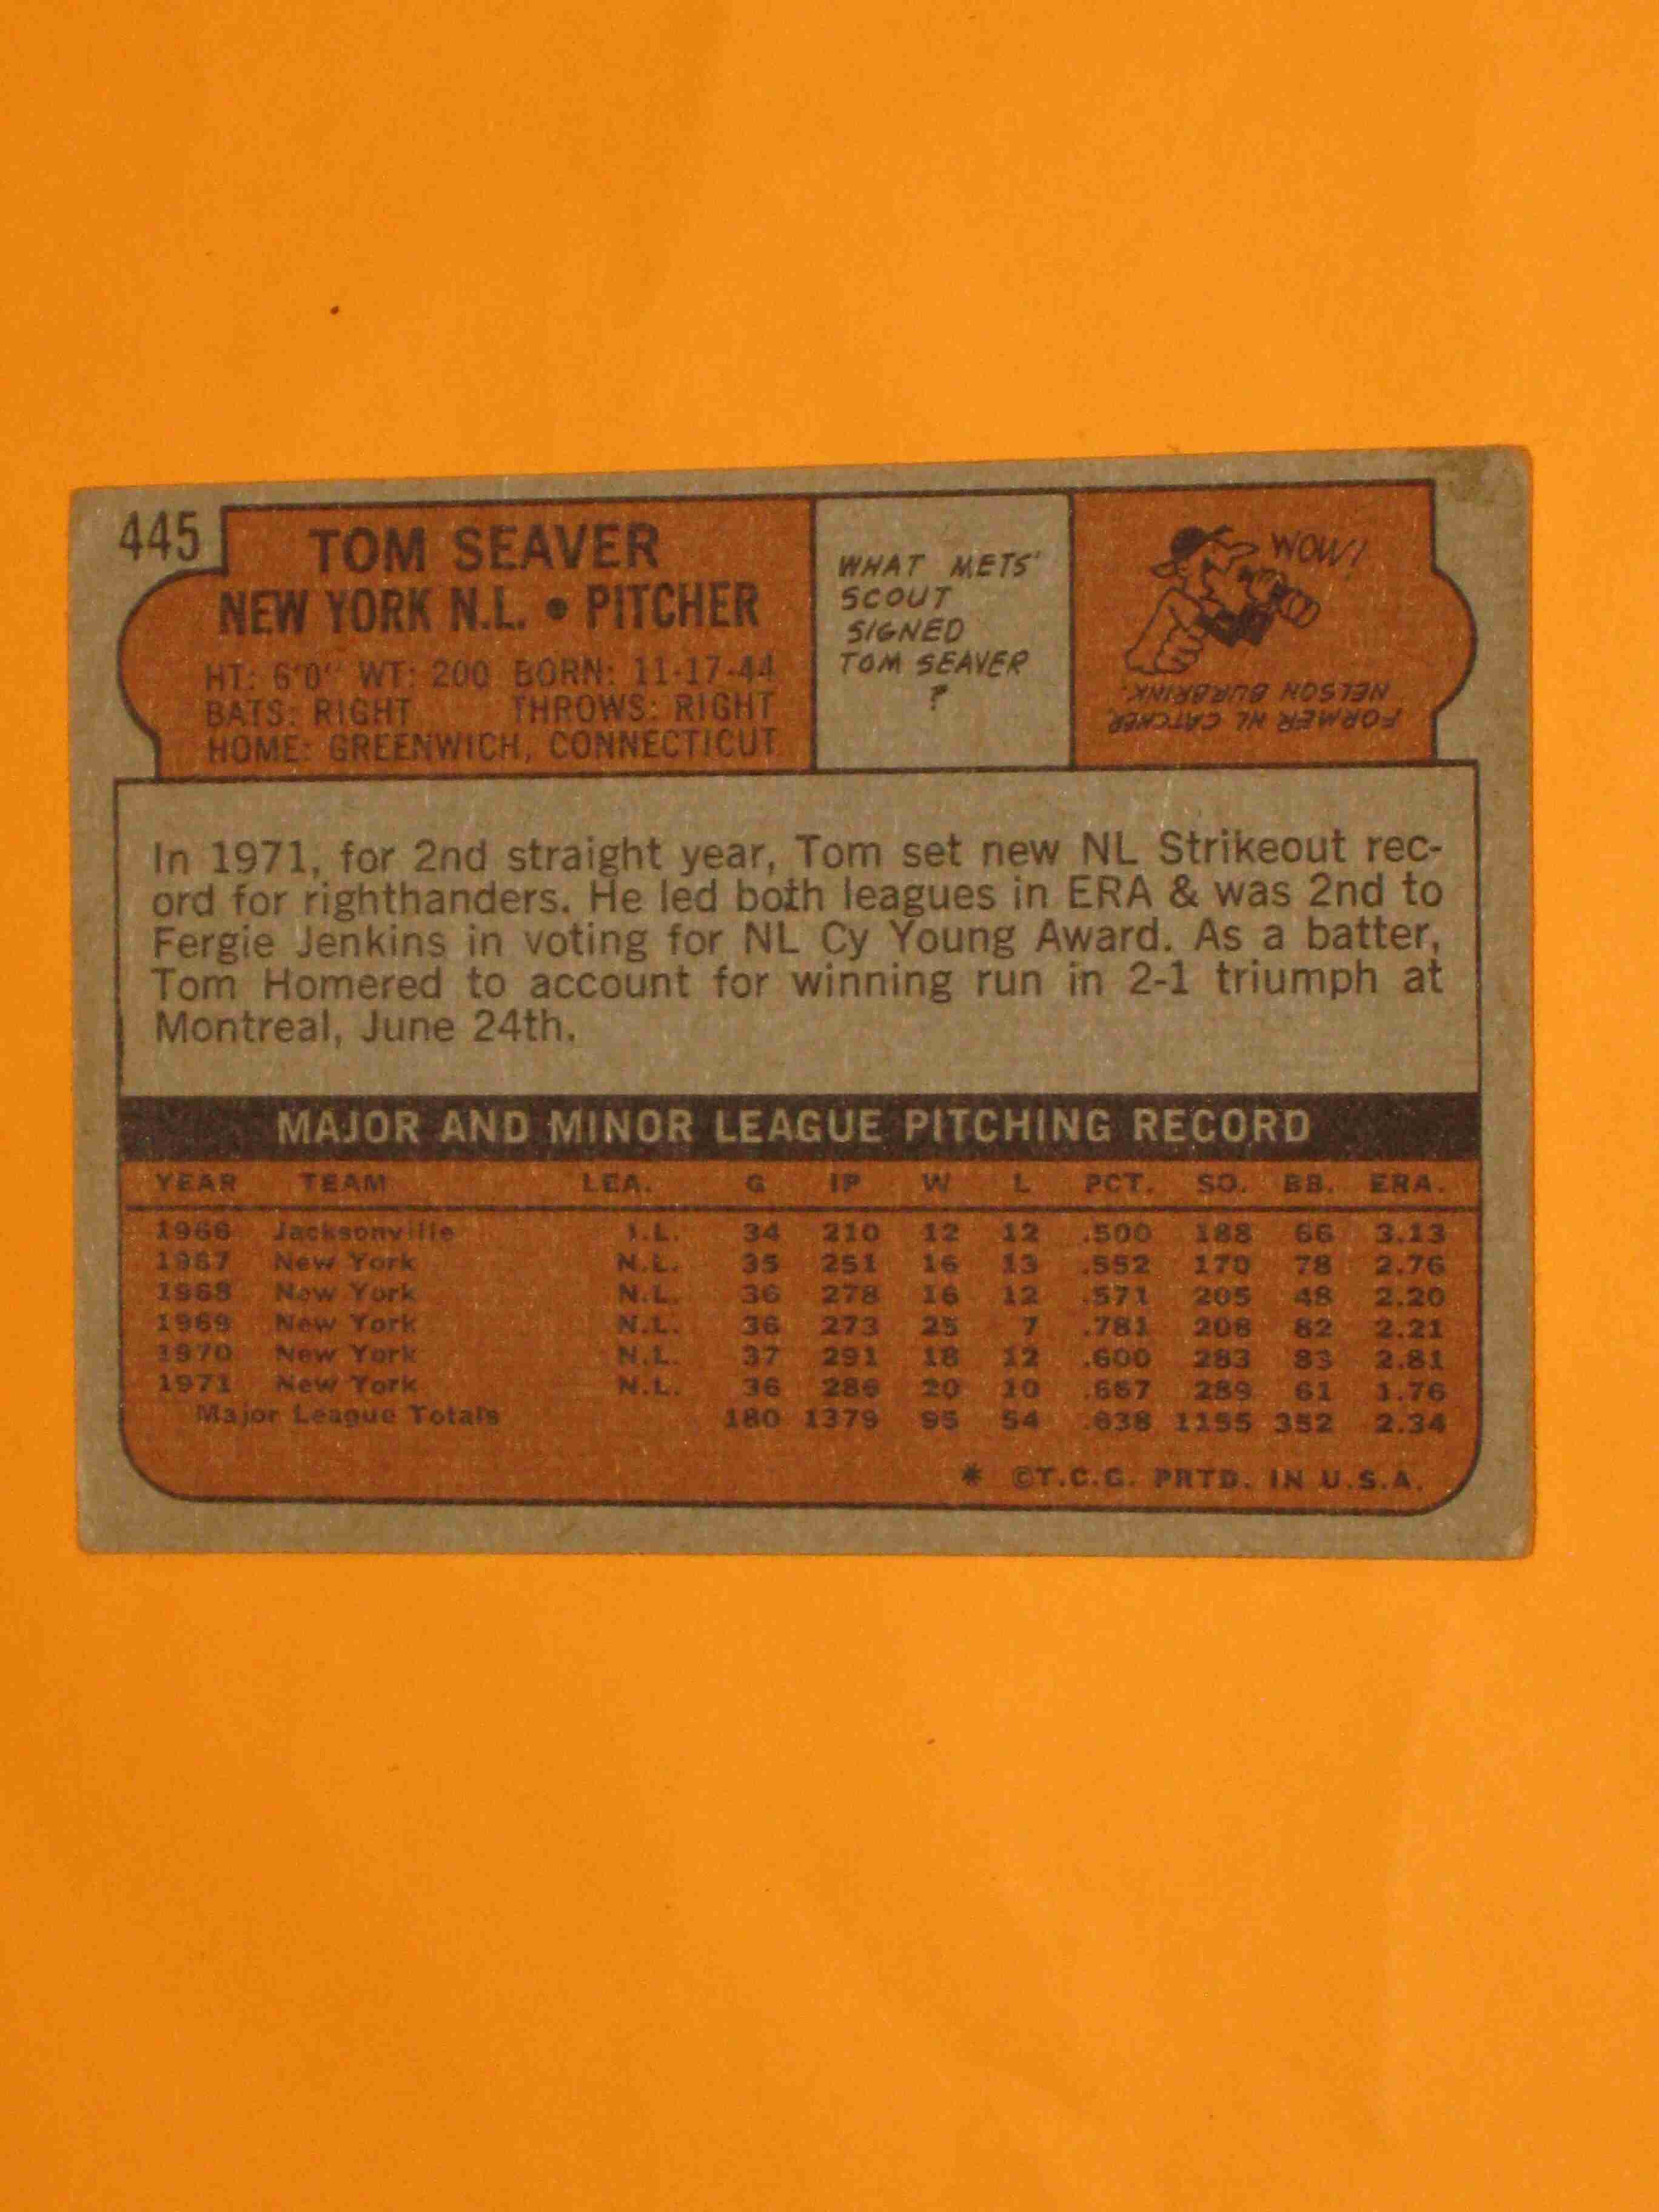 445
TOM SEAVER
NEW YORK N.L. • PITCHER
HT: 6'0" WT: 200 BORN: 11-17-44
BATS: RIGHT THROWS: RIGHT
HOME: GREENWICH, CONNECTICUT
WHAT METS'
SCOUT
SIGNED
TOM SEAVER
?
WOW!
FORMER NL CATCHER,
NELSON BURBRINK.
In 1971, for 2nd straight year, Tom set new NL Strikeout rec-
ord for righthanders. He led both leagues in ERA & was 2nd to
Fergie Jenkins in voting for NL Cy Young Award. As a batter,
Tom Homered to account for winning run in 2-1 triumph at
Montreal, June 24th.
MAJOR AND MINOR LEAGUE PITCHING RECORD
YEAR TEAM LEA. G IP W L PCT. SO. BB. ERA.
1966 Jacksonville I.L. 34 210 12 12 .500 188 66 3.13
1967 New York N.L. 35 251 16 13 .552 170 78 2.76
1968 New York N.L. 36 278 16 12 .571 205 48 2.20
1969 New York N.L. 36 273 25 7 .781 208 82 2.21
1970 New York N.L. 37 291 18 12 .600 283 83 2.81
1971 New York N.L. 36 286 20 10 .667 289 61 1.76
Major League Totals 180 1379 95 54 .638 1155 352 2.34
* ©T.C.G. PRTD. IN U.S.A.